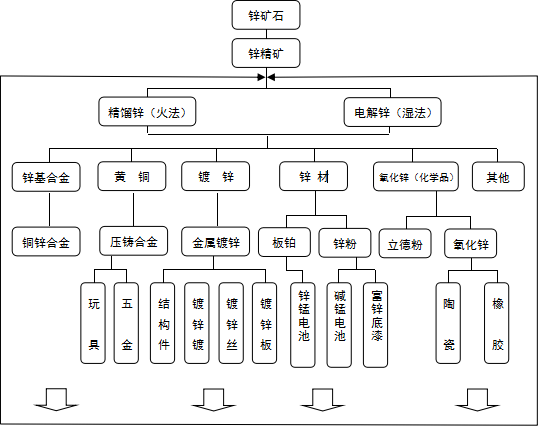 锌矿石
锌精矿
精馏锌（火法）
电解锌（湿法）
锌基合金
黄 铜
镀 锌
锌 材
氧化锌（化学品）
其他
铜锌合金
压铸合金
金属镀锌
板铂
锌粉
立德粉
氧化锌
玩具
五金
结构件
镀锌镀
镀锌丝
镀锌板
锌锰电池
碱锰电池
富锌底漆
陶瓷
橡胶